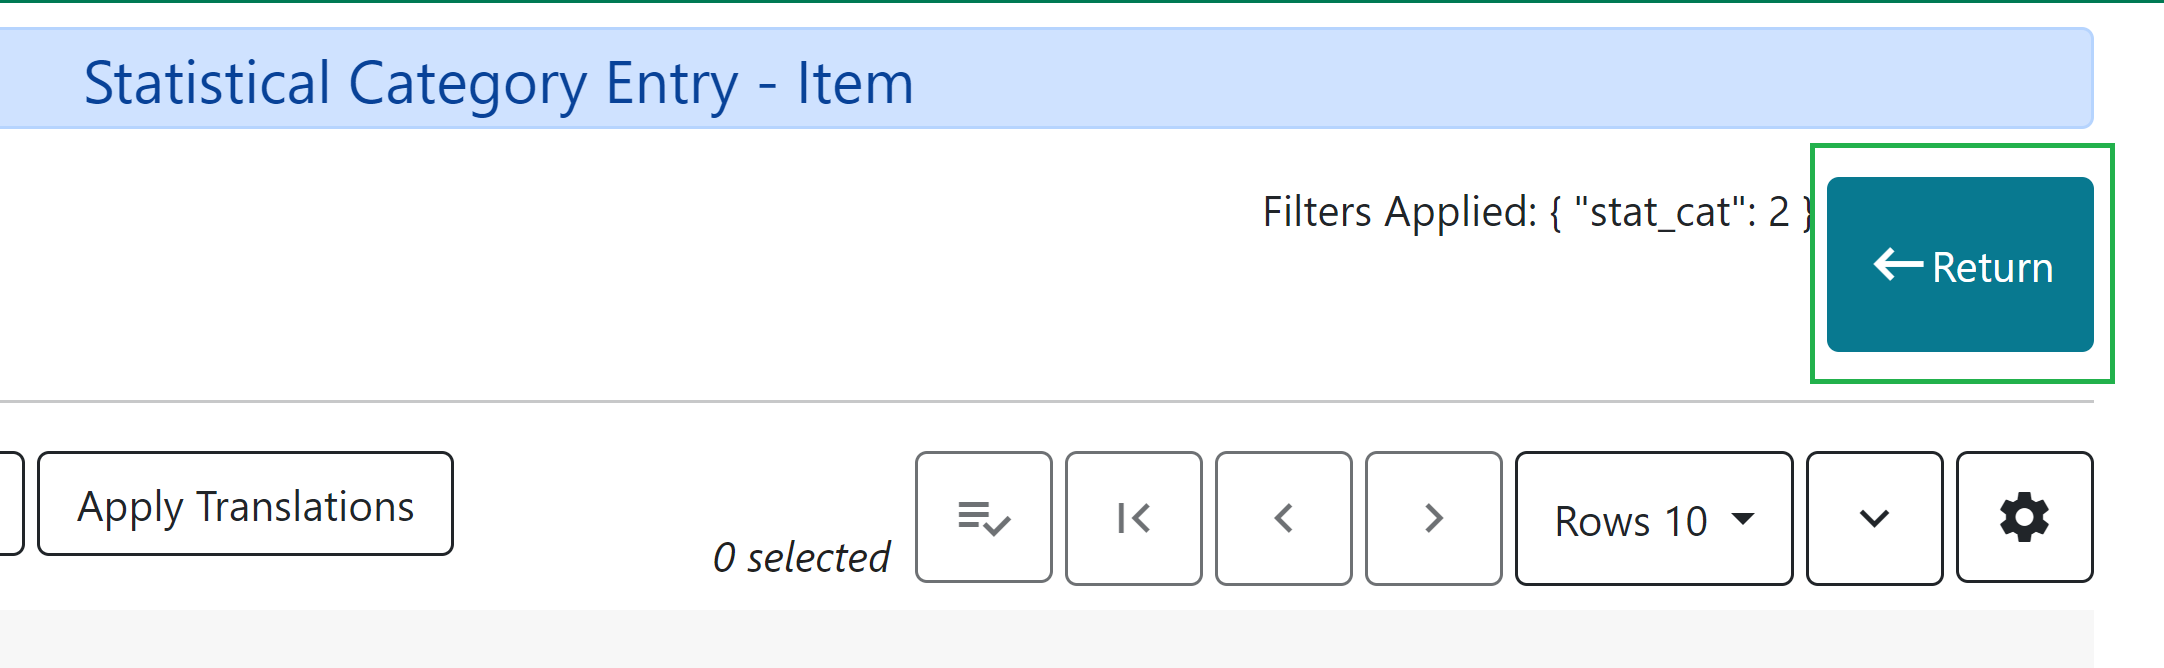 Statistical Category Entry - Item
Filters Applied: { "stat_cat": 2 }
Return
Apply Translations
0 selected
Rows 10